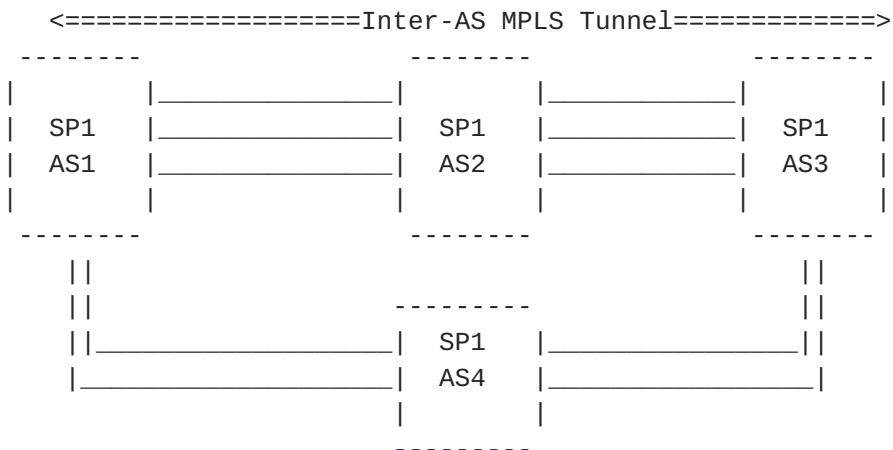 <===================Inter-AS MPLS Tunnel=============>
SP1 SP1 SP1
AS1 AS2 AS3
SP1
AS4